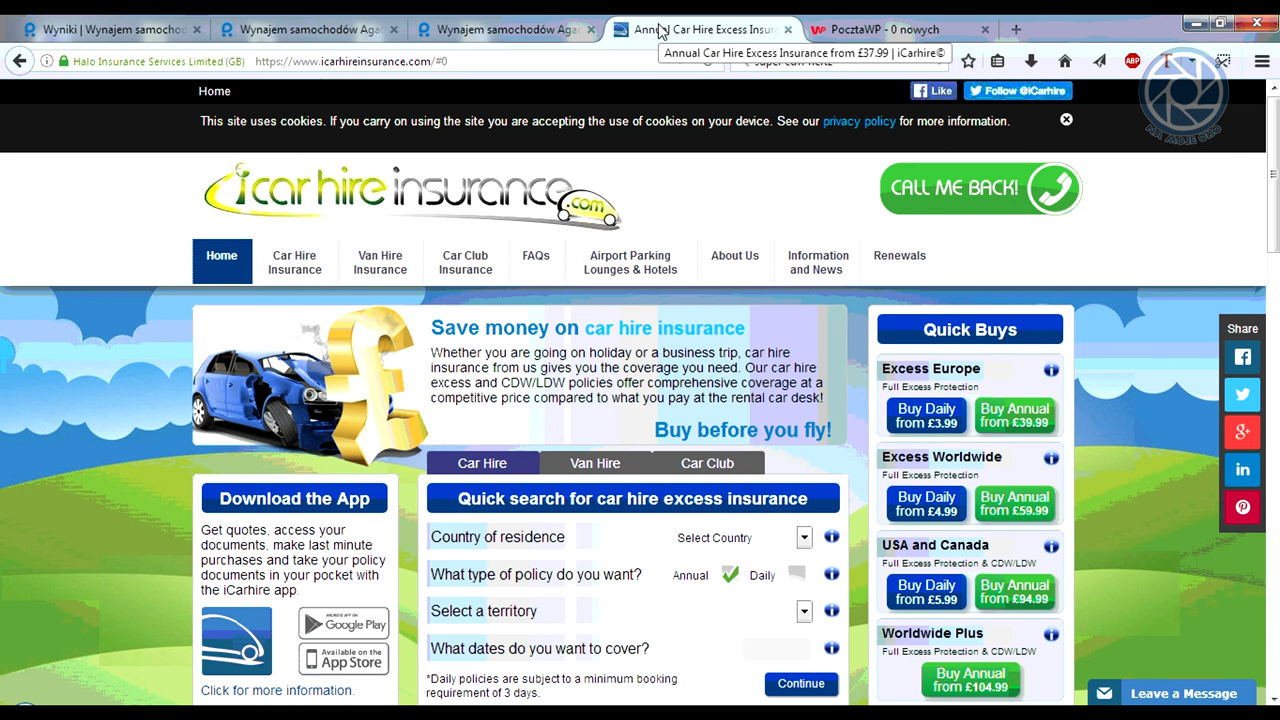 Wyniki | Wynajem samochod
Wynajem samochodów Aga
Wynajem samochodów Aga
Annual Car Hire Excess Insur
PocztaWP - 0 nowych
Annual Car Hire Excess Insurance from £37.99 | iCarhire©
Halo Insurance Services Limited (GB)
https://www.icarhireinsurance.com/#0
ABP
NA MOJE OKO
Home
Like
Follow @iCarhire
This site uses cookies. If you carry on using the site you are accepting the use of cookies on your device. See our privacy policy for more information.
icarhireinsurance.com
CALL ME BACK!
Home
Car Hire Insurance
Van Hire Insurance
Car Club Insurance
FAQs
Airport Parking Lounges & Hotels
About Us
Information and News
Renewals
Save money on car hire insurance
Whether you are going on holiday or a business trip, car hire
insurance from us gives you the coverage you need. Our car hire
excess and CDW/LDW policies offer comprehensive coverage at a
competitive price compared to what you pay at the rental car desk!
Buy before you fly!
Download the App
Get quotes, access your
documents, make last minute
purchases and take your policy
documents in your pocket with
the iCarhire app.
ANDROID APP ON
Google Play
Available on the
App Store
Click for more information.
Car Hire
Van Hire
Car Club
Quick search for car hire excess insurance
Country of residence
Select Country
What type of policy do you want?
Annual
Daily
Select a territory
What dates do you want to cover?
*Daily policies are subject to a minimum booking
requirement of 3 days.
Continue
Quick Buys
Excess Europe
Full Excess Protection
Buy Daily from £3.99
Buy Annual from £39.99
Excess Worldwide
Full Excess Protection
Buy Daily from £4.99
Buy Annual from £59.99
USA and Canada
Full Excess Protection & CDW/LDW
Buy Daily from £5.99
Buy Annual from £94.99
Worldwide Plus
Full Excess Protection & CDW/LDW
Buy Annual from £104.99
Share
Leave a Message